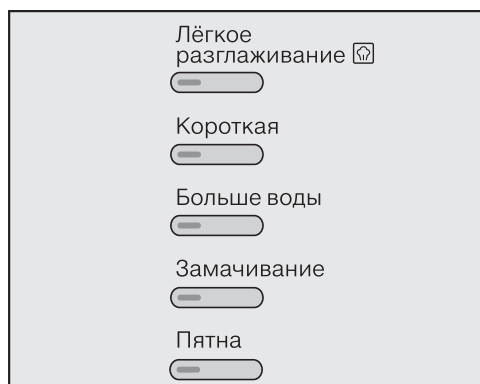 Лёгкое
разглаживание
Короткая
Больше воды
Замачивание
Пятна